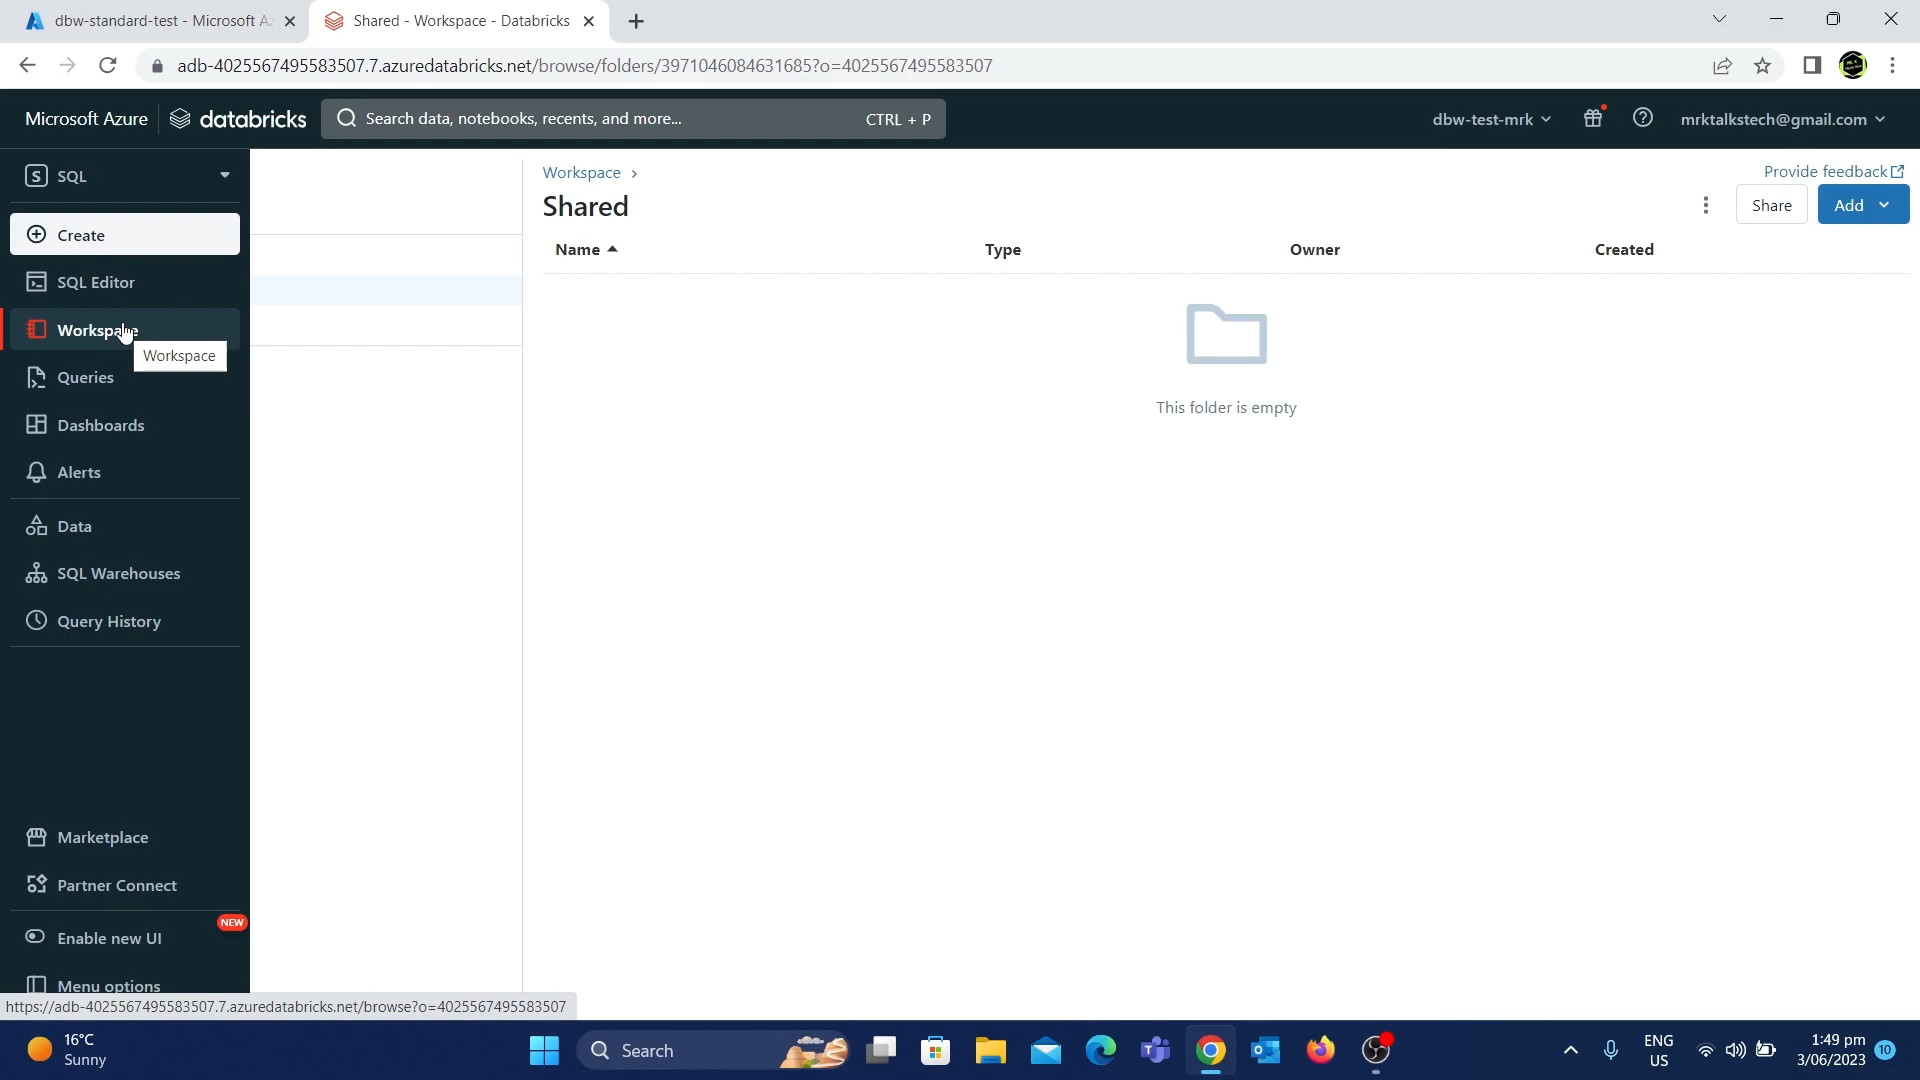 dbw-standard-test - Microsoft Az
Shared - Workspace - Databricks
adb-4025567495583507.7.azuredatabricks.net/browse/folders/3971046084631685?o=4025567495583507
Microsoft Azure
databricks
Search data, notebooks, recents, and more...
CTRL + P
dbw-test-mrk
mrktalkstech@gmail.com
S SQL
Create
SQL Editor
Workspace
Workspace
Queries
Dashboards
Alerts
Data
SQL Warehouses
Query History
Marketplace
Partner Connect
NEW
Enable new UI
Menu options
Workspace ›
Provide feedback
Shared
Share
Add
Name
Type
Owner
Created
This folder is empty
https://adb-4025567495583507.7.azuredatabricks.net/browse?o=4025567495583507
16°C
Sunny
Search
ENG
US
1:49 pm
3/06/2023
10